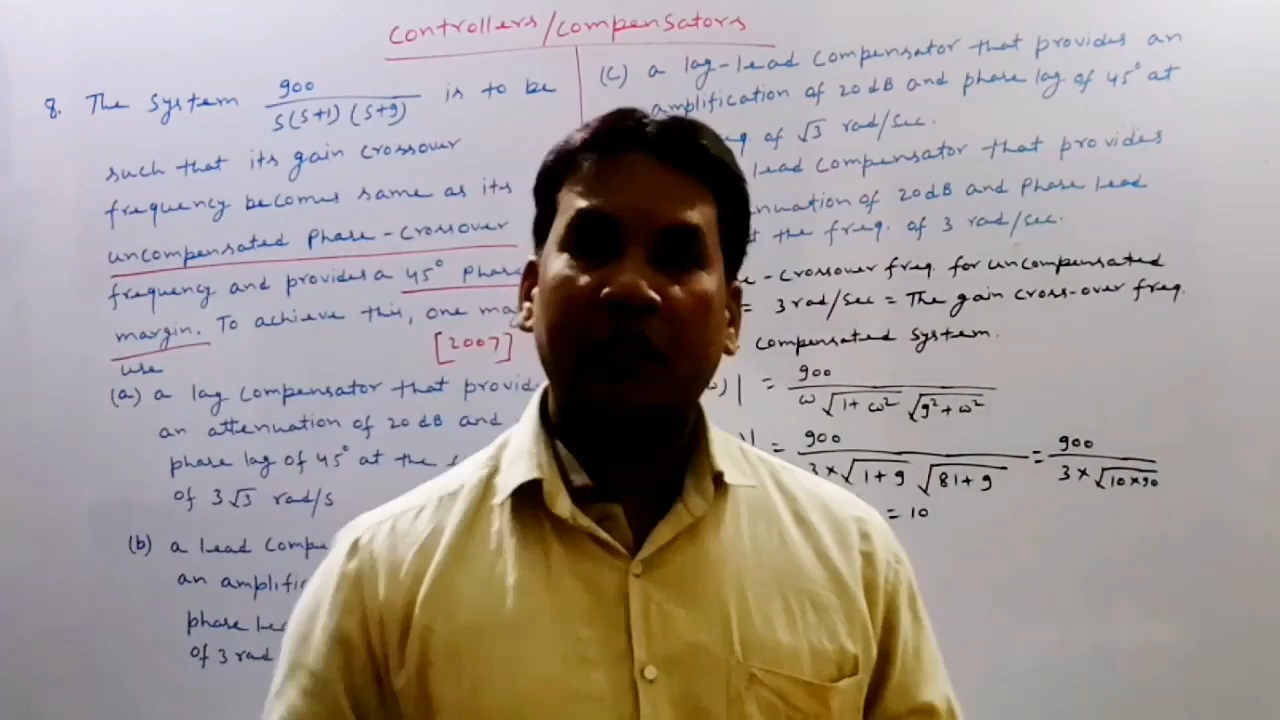 Controllers/compensators
8. The system 900
s(s+1)(s+9) is to be
such that its gain crossover
frequency becomes same as its
uncompensated Phase-Crossover
frequency and provides a 45° Phase
margin. To achieve this, one may
use
[2007]
(a) a lag compensator that provid
an attenuation of 20 dB and
phase lag of 45° at the
of 3√3 rad/s
(b) a lead compe
an amplific
phase le
of 3 rad
(C) a lag-lead compensator that provides an
amplification of 20 dB and phase lag of 45° at
eq. of √3 rad/sec.
lead compensator that provides
nuation of 20 dB and Phase lead
t the freq. of 3 rad/sec.
e-crossover freq. for uncompensated
= 3 rad/sec = The gain cross-over freq.
compensated system.
ω)| = 900
ω √1+ω² √9²+ω²
= 900
3×√1+9 √81+9 = 900
3×√10×90
= 10